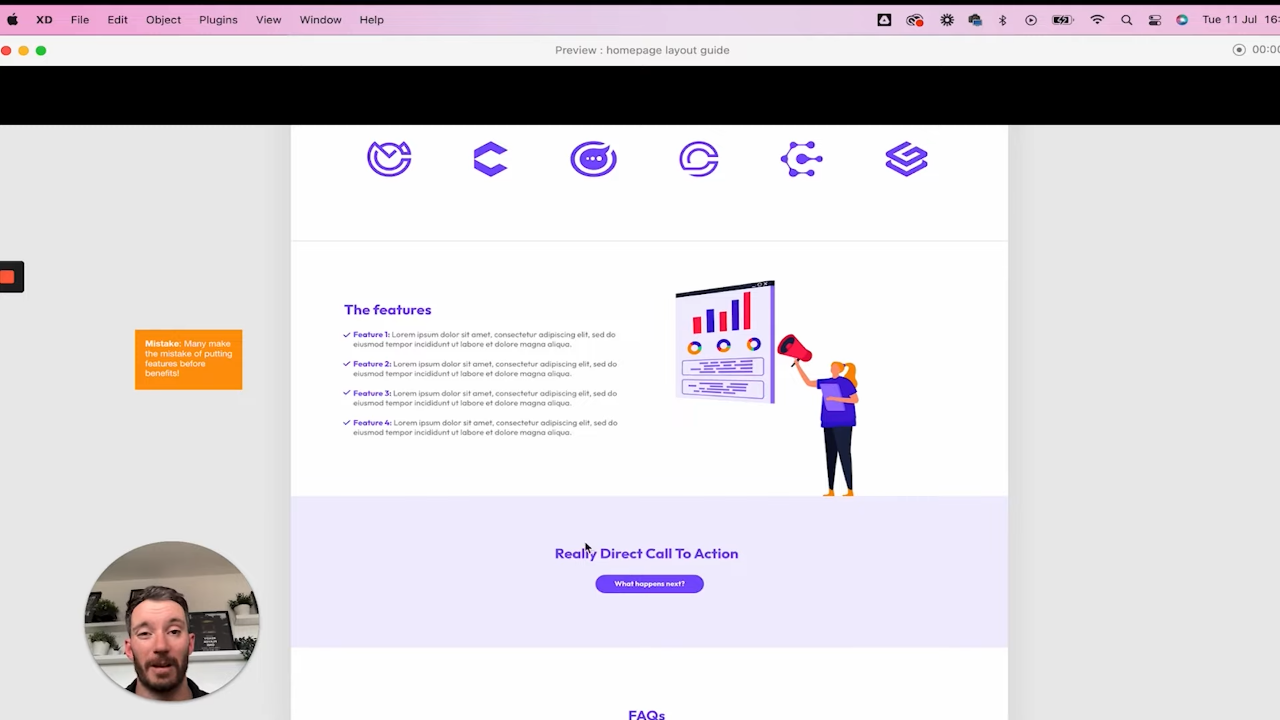 XD File Edit Object Plugins View Window Help Tue 11 Jul 16:
Preview : homepage layout guide 00:00
The features
Feature 1: Lorem ipsum dolor sit amet, consectetur adipiscing elit, sed do
eiusmod tempor incididunt ut labore et dolore magna aliqua.
Feature 2: Lorem ipsum dolor sit amet, consectetur adipiscing elit, sed do
eiusmod tempor incididunt ut labore et dolore magna aliqua.
Feature 3: Lorem ipsum dolor sit amet, consectetur adipiscing elit, sed do
eiusmod tempor incididunt ut labore et dolore magna aliqua.
Feature 4: Lorem ipsum dolor sit amet, consectetur adipiscing elit, sed do
eiusmod tempor incididunt ut labore et dolore magna aliqua.
Mistake: Many make
the mistake of putting
features before
benefits!
Really Direct Call To Action
What happens next?
FAQs